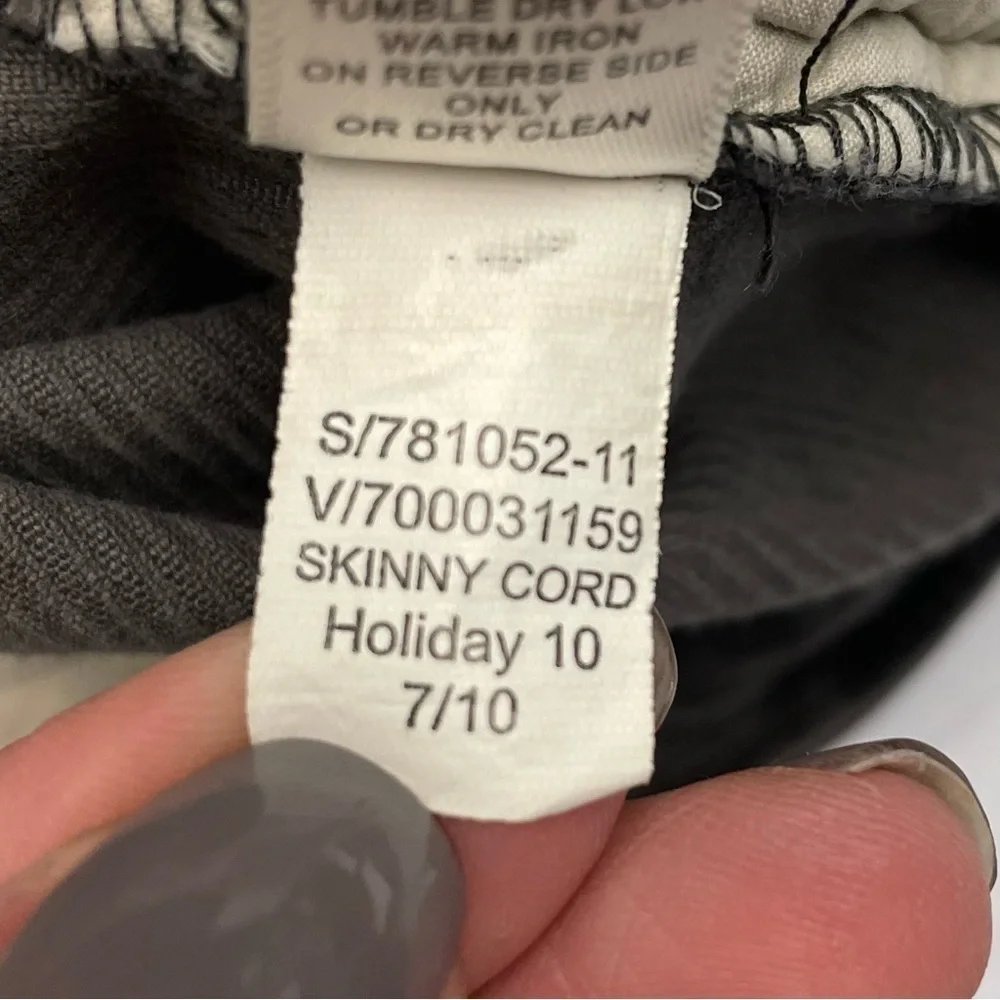 TUMBLE DRY LOW
WARM IRON
ON REVERSE SIDE
ONLY
OR DRY CLEAN
S/781052-11
V/700031159
SKINNY CORD
Holiday 10
7/10